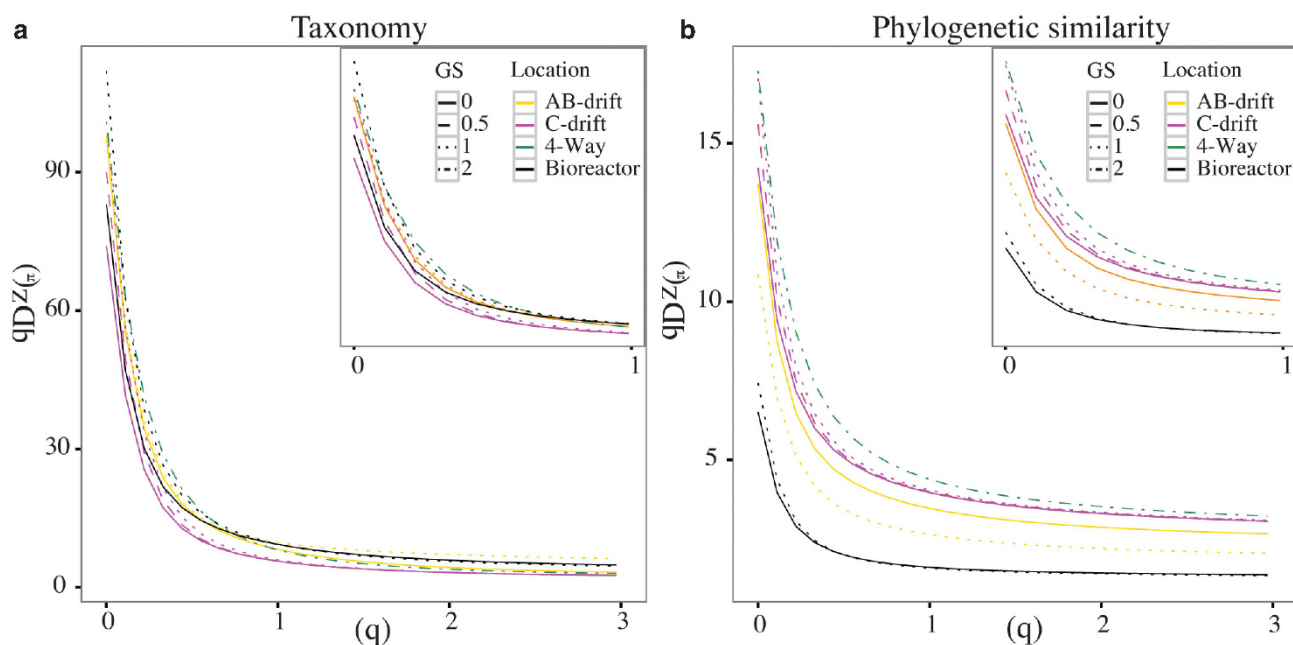 a
Taxonomy
GS
0
0.5
1
2
Location
AB-drift
C-drift
4-Way
Bioreactor
0
1
90
60
30
0
qDZ(π)
0
1
2
3
(q)
b
Phylogenetic similarity
GS
0
0.5
1
2
Location
AB-drift
C-drift
4-Way
Bioreactor
0
1
15
10
5
qDZ(π)
0
1
2
3
(q)